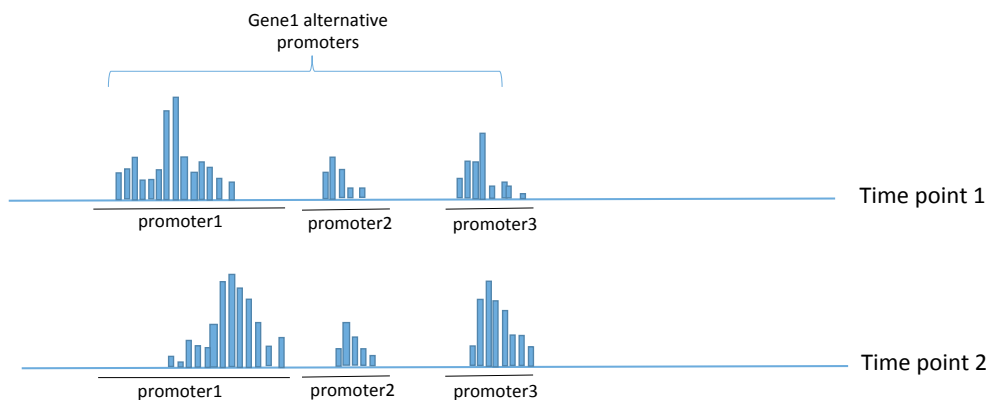 Gene1 alternative
promoters
Time point 1
promoter1
promoter2
promoter3
Time point 2
promoter1
promoter2
promoter3